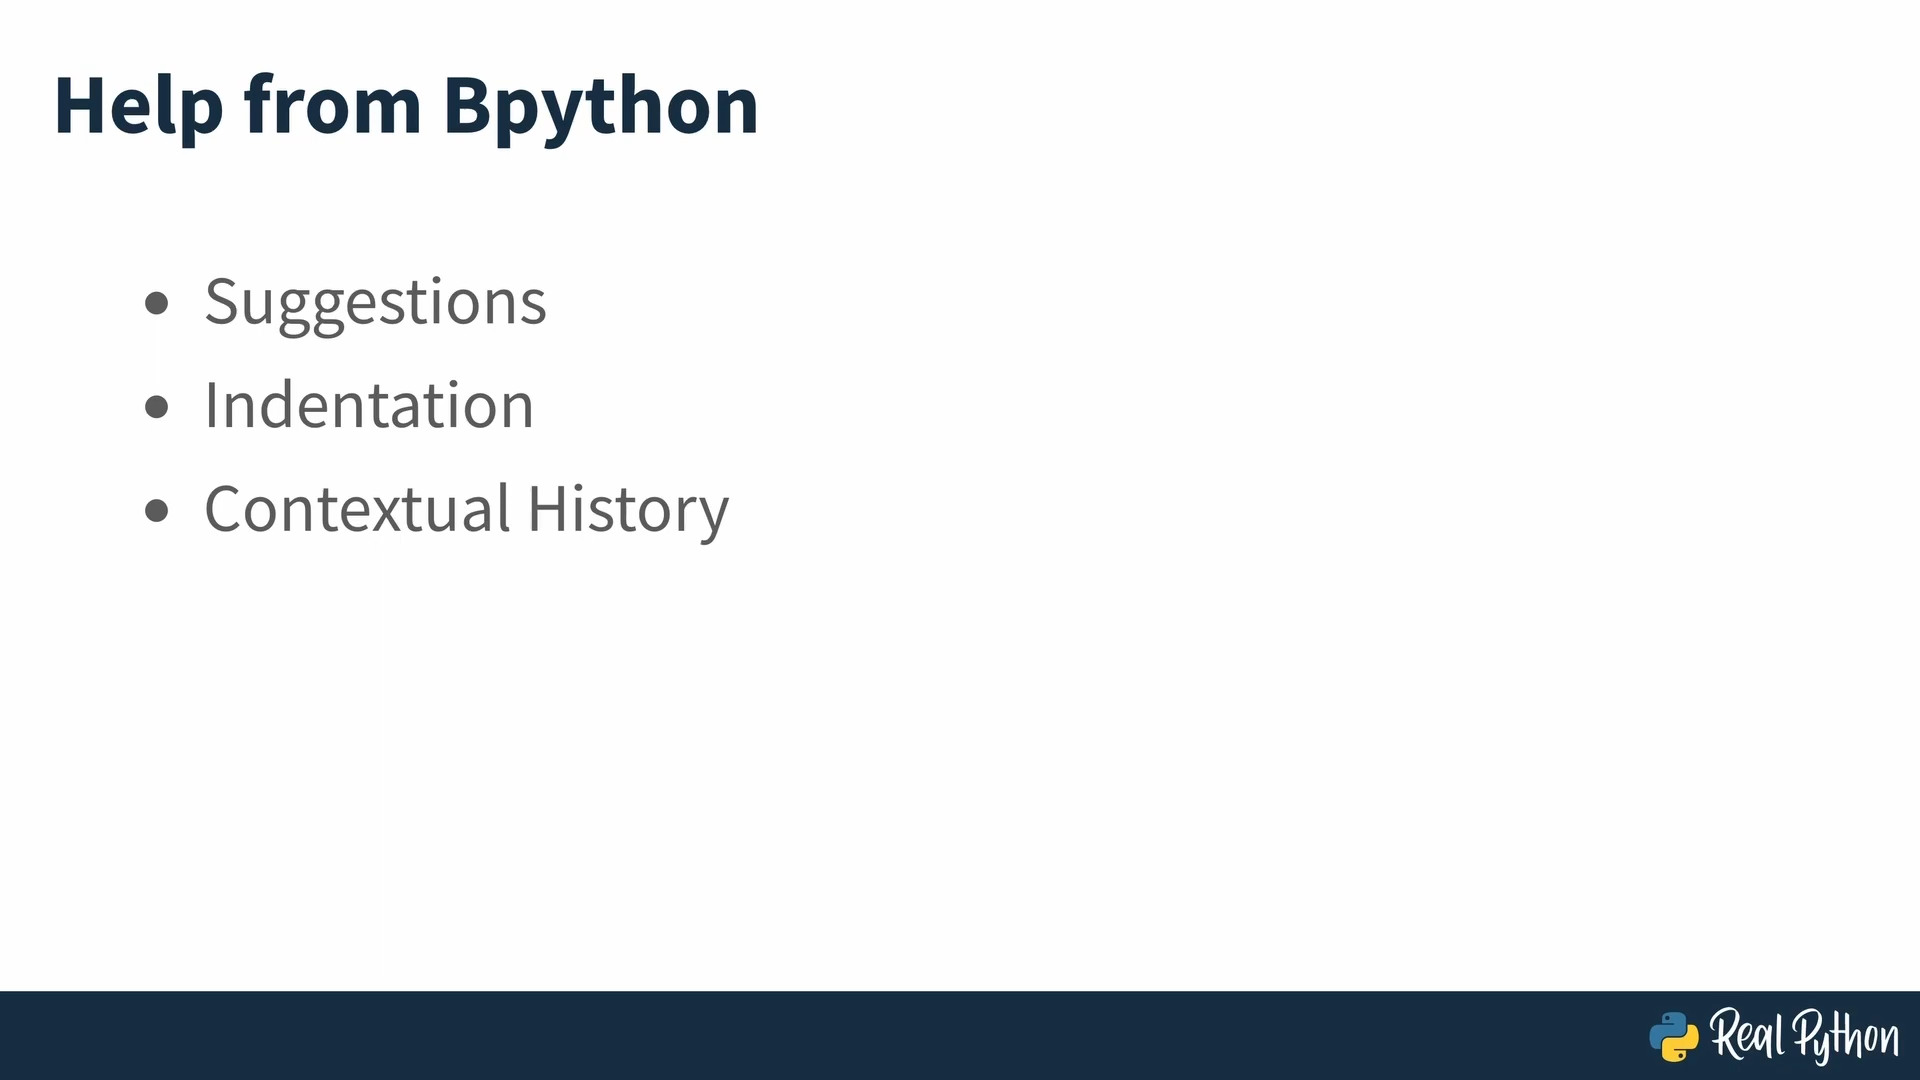 Help from Bpython
• Suggestions
• Indentation
• Contextual History
Real Python